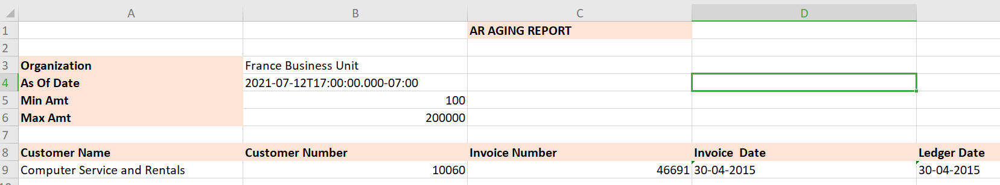 A B C D
1 AR AGING REPORT
2
3 Organization France Business Unit
4 As Of Date 2021-07-12T17:00:00.000-07:00
5 Min Amt 100
6 Max Amt 200000
7
8 Customer Name Customer Number Invoice Number Invoice  Date Ledger Date
9 Computer Service and Rentals 10060 46691 30-04-2015 30-04-2015